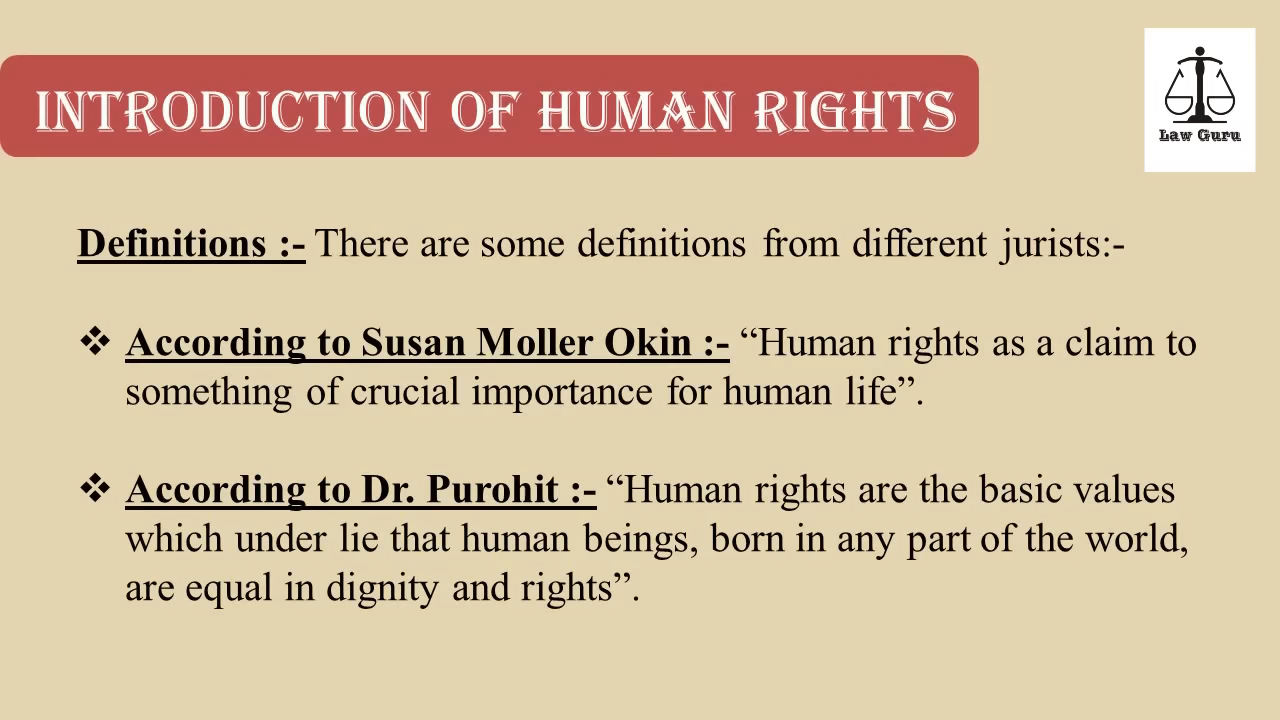 INTRODUCTION OF HUMAN RIGHTS
Law Guru
Definitions :- There are some definitions from different jurists:-
❖ According to Susan Moller Okin :- “Human rights as a claim to
something of crucial importance for human life”.
❖ According to Dr. Purohit :- “Human rights are the basic values
which under lie that human beings, born in any part of the world,
are equal in dignity and rights”.